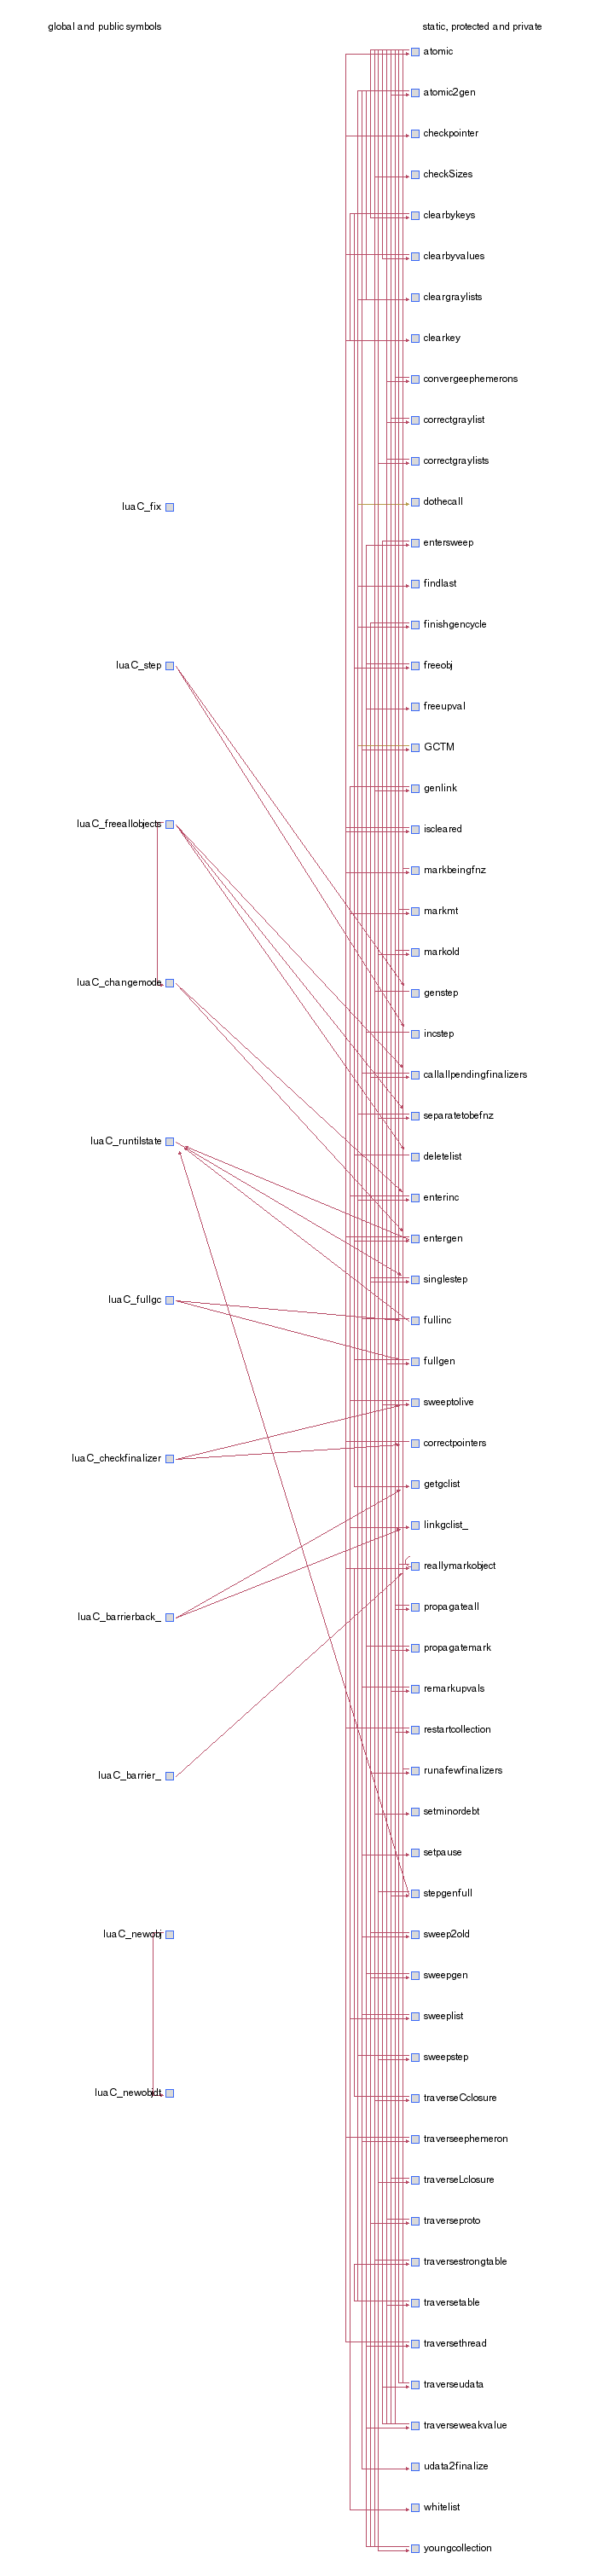 global and public symbols
static, protected and private
atomic
atomic2gen
checkpointer
checkSizes
clearbykeys
clearbyvalues
cleargraylists
clearkey
convergeephemerons
correctgraylist
correctgraylists
dothecall
luaC_fix
entersweep
findlast
finishgencycle
luaC_step
freeobj
freeupval
GCTM
genlink
luaC_freeallobjects
iscleared
markbeingfnz
markmt
markold
luaC_changemode
genstep
incstep
callallpendingfinalizers
separatetobefnz
luaC_runtilstate
deletelist
enterinc
entergen
singlestep
luaC_fullgc
fullinc
fullgen
sweeptolive
correctpointers
luaC_checkfinalizer
getgclist
linkgclist_
reallymarkobject
propagateall
luaC_barrierback_
propagatemark
remarkupvals
restartcollection
runafewfinalizers
luaC_barrier_
setminordebt
setpause
stepgenfull
sweep2old
luaC_newobj
sweepgen
sweeplist
sweepstep
luaC_newobjdt
traverseCclosure
traverseephemeron
traverseLclosure
traverseproto
traversestrongtable
traversetable
traversethread
traverseudata
traverseweakvalue
udata2finalize
whitelist
youngcollection